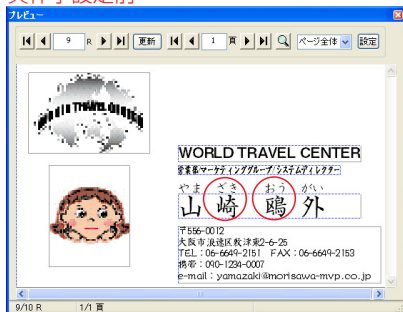 プレビュー
9 R 更新 1 頁 ページ全体 設定
WORLD TRAVEL CENTER
WORLD TRAVEL CENTER
営業部マーケティンググループ/システムディレクター
やま ざき おう がい
山崎 鴎外
〒556-0012
大阪市浪速区敷津東2-6-25
TEL：06-6649-2151 FAX：06-6649-2153
携帯：090-1234-0007
e-mail：yamazaki@morisawa-mvp.co.jp
9/10 R 1/1 頁